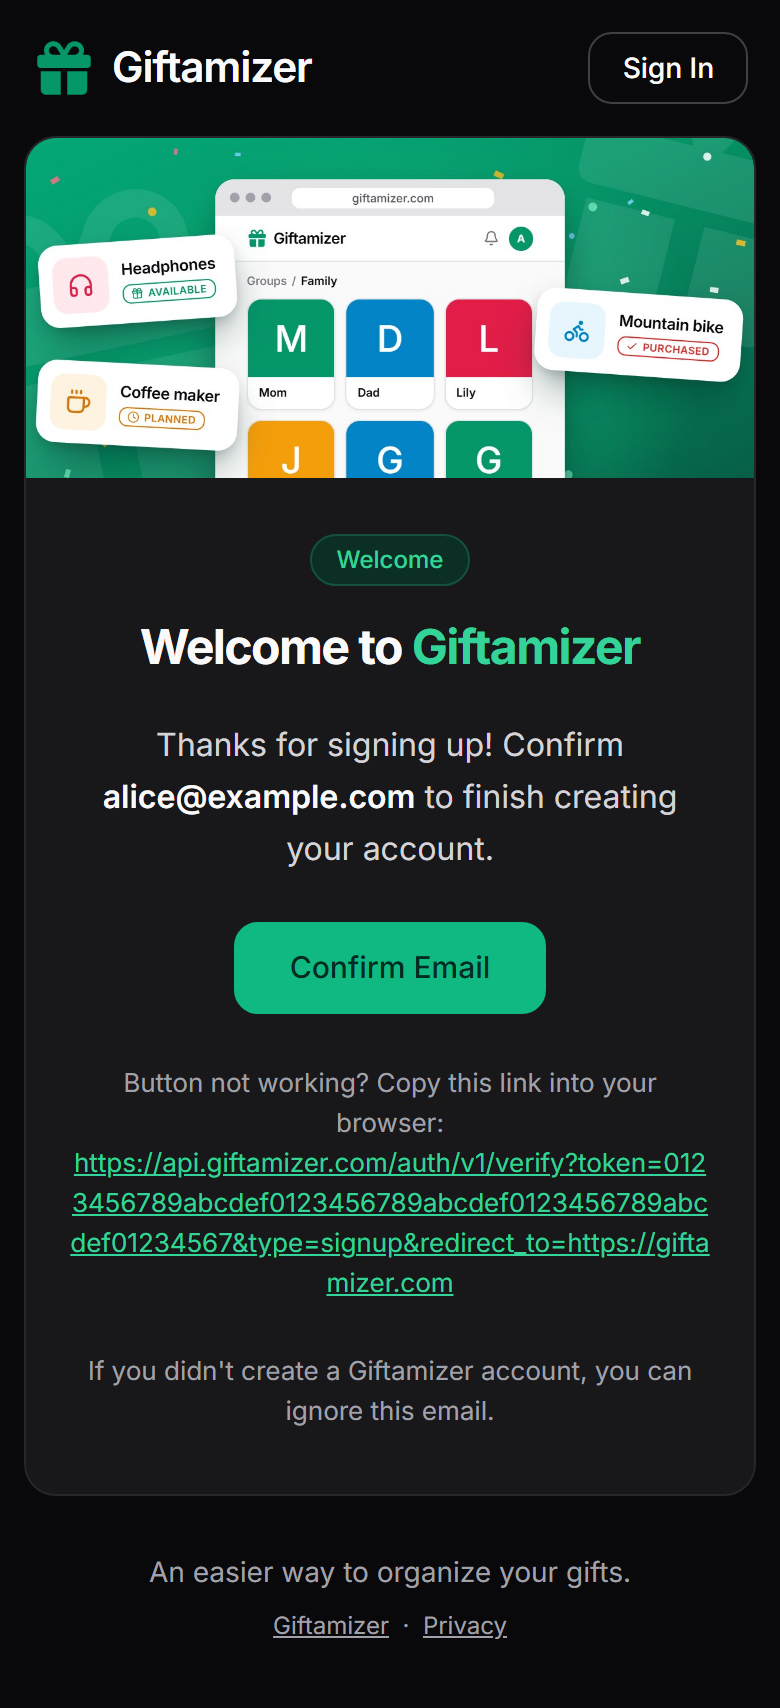 Giftamizer
Sign In
giftamizer.com
Giftamizer
A
Groups / Family
Headphones
AVAILABLE
M
D
L
Mom
Dad
Lily
Mountain bike
PURCHASED
Coffee maker
PLANNED
J
G
G
Welcome
Welcome to Giftamizer
Thanks for signing up! Confirm
alice@example.com to finish creating
your account.
Confirm Email
Button not working? Copy this link into your
browser:
https://api.giftamizer.com/auth/v1/verify?token=012
3456789abcdef0123456789abcdef0123456789abc
def01234567&type=signup&redirect_to=https://gifta
mizer.com
If you didn't create a Giftamizer account, you can
ignore this email.
An easier way to organize your gifts.
Giftamizer · Privacy